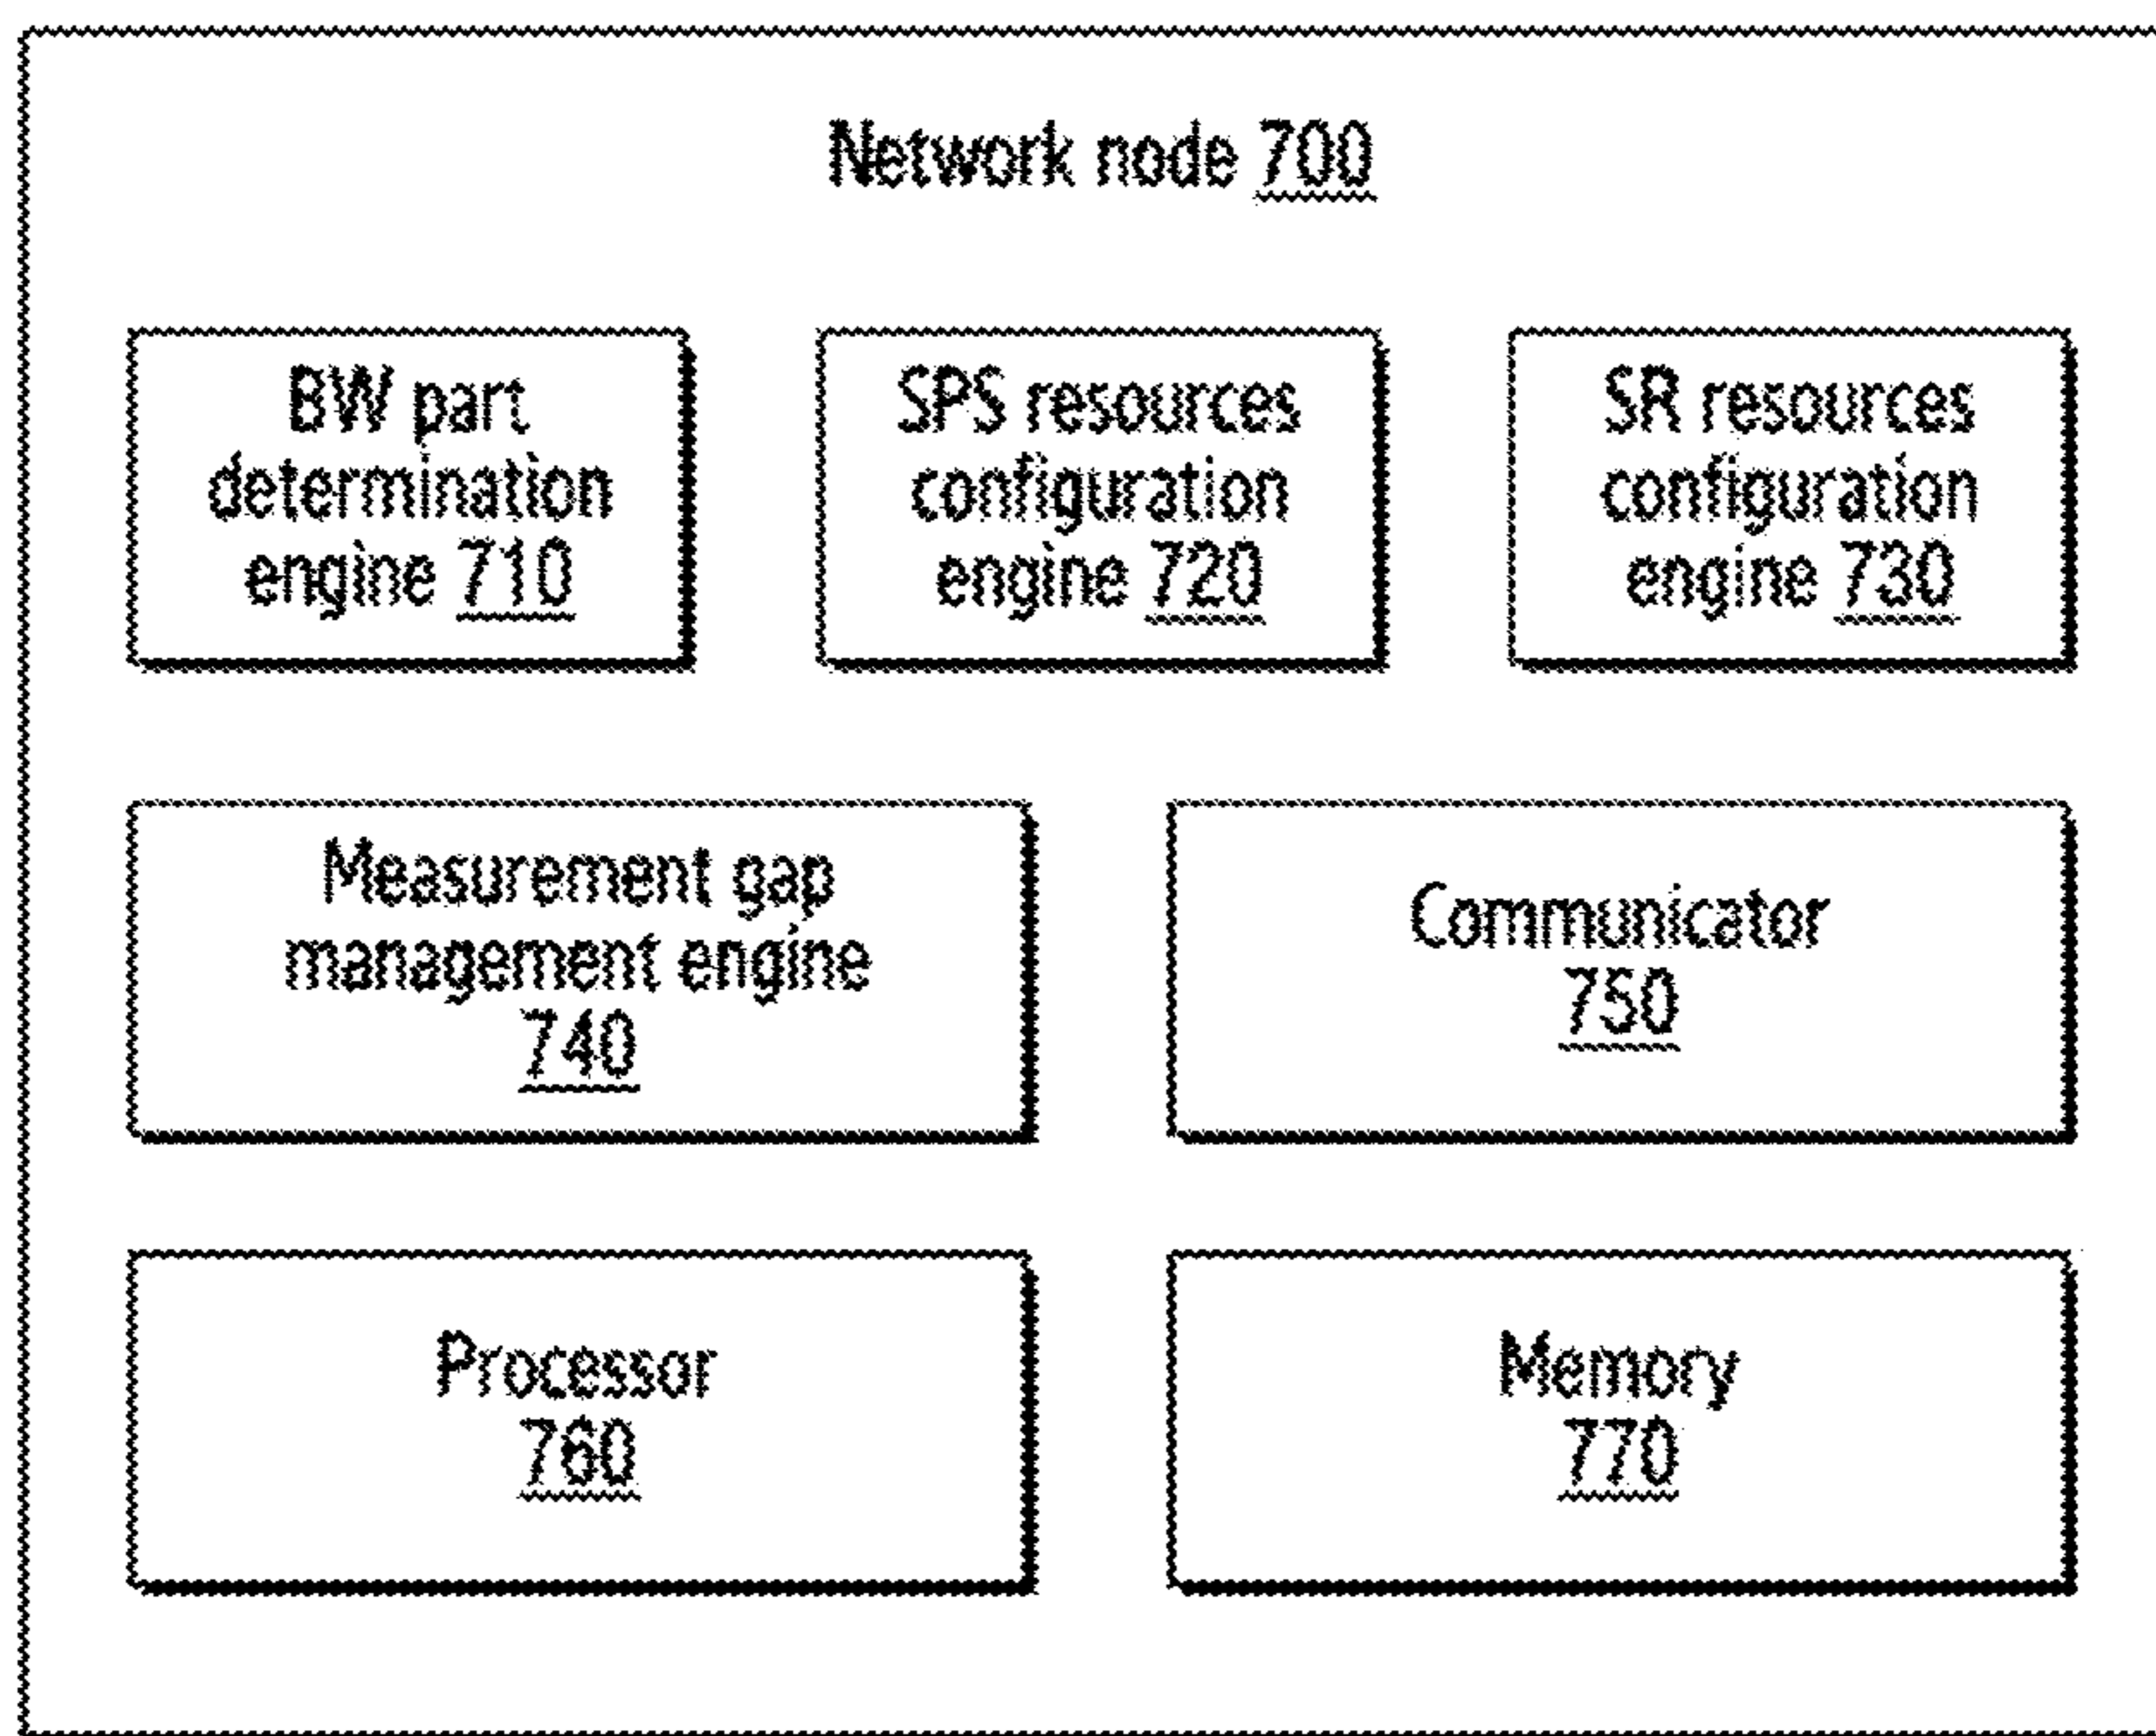 Network node 700
BW part
determination
engine 710
SPS resources
configuration
engine 720
SR resources
configuration
engine 730
Measurement gap
management engine
740
Communicator
750
Processor
760
Memory
770